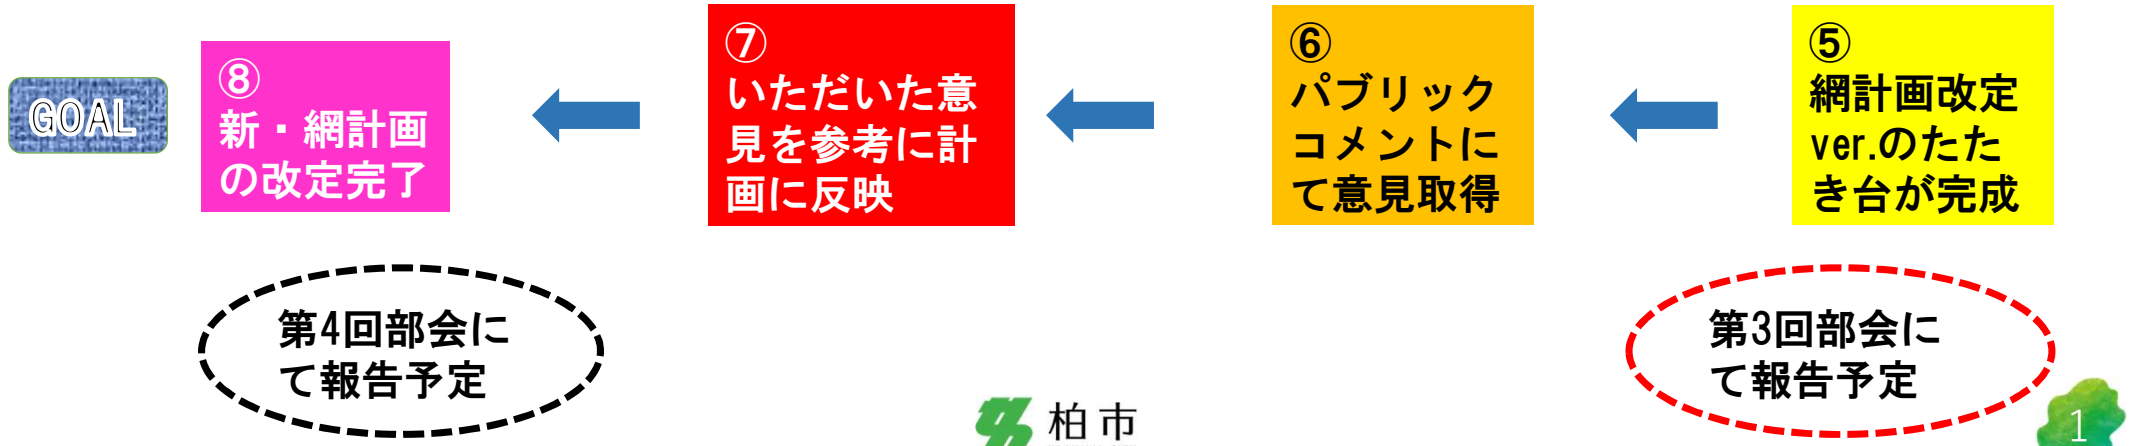 GOAL
⑧
新・網計画
の改定完了
⑦
いただいた意
見を参考に計
画に反映
⑥
パブリック
コメントに
て意見取得
⑤
網計画改定
ver.のたた
き台が完成
第4回部会に
て報告予定
第3回部会に
て報告予定
柏市
1